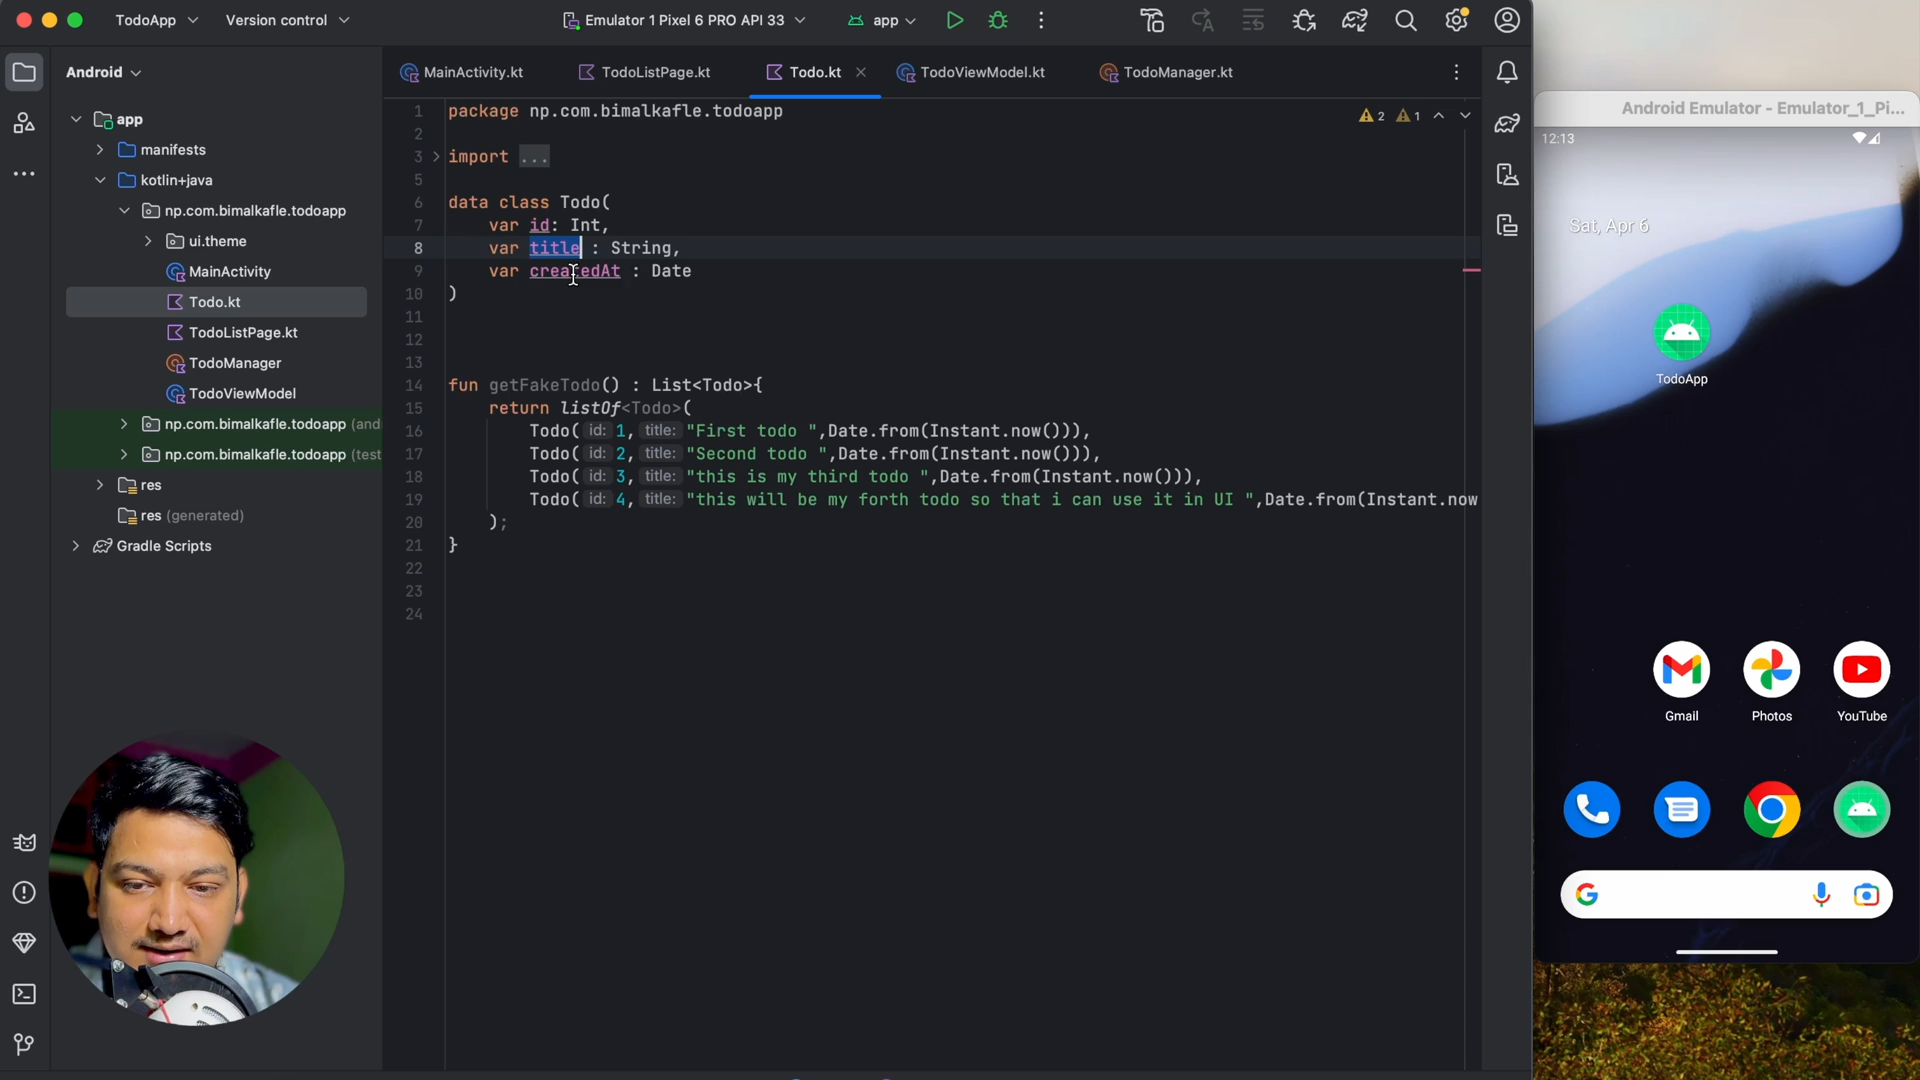 TodoApp
Version control
Emulator 1 Pixel 6 PRO API 33
app
Android
MainActivity.kt
TodoListPage.kt
Todo.kt
TodoViewModel.kt
TodoManager.kt
app
manifests
kotlin+java
np.com.bimalkafle.todoapp
ui.theme
MainActivity
Todo.kt
TodoListPage.kt
TodoManager
TodoViewModel
np.com.bimalkafle.todoapp (and
np.com.bimalkafle.todoapp (test
res
res (generated)
Gradle Scripts
2 1
1 package np.com.bimalkafle.todoapp
2
3 import ...
5
6 data class Todo(
7 var id: Int,
8 var title : String,
9 var createdAt : Date
10 )
11
12
13
14 fun getFakeTodo() : List<Todo>{
15 return listOf<Todo>(
16 Todo( id: 1, title: "First todo ",Date.from(Instant.now())),
17 Todo( id: 2, title: "Second todo ",Date.from(Instant.now())),
18 Todo( id: 3, title: "this is my third todo ",Date.from(Instant.now())),
19 Todo( id: 4, title: "this will be my forth todo so that i can use it in UI ",Date.from(Instant.now
20 );
21 }
22
23
24
Android Emulator - Emulator_1_Pi...
12:13
Sat, Apr 6
TodoApp
Gmail
Photos
YouTube